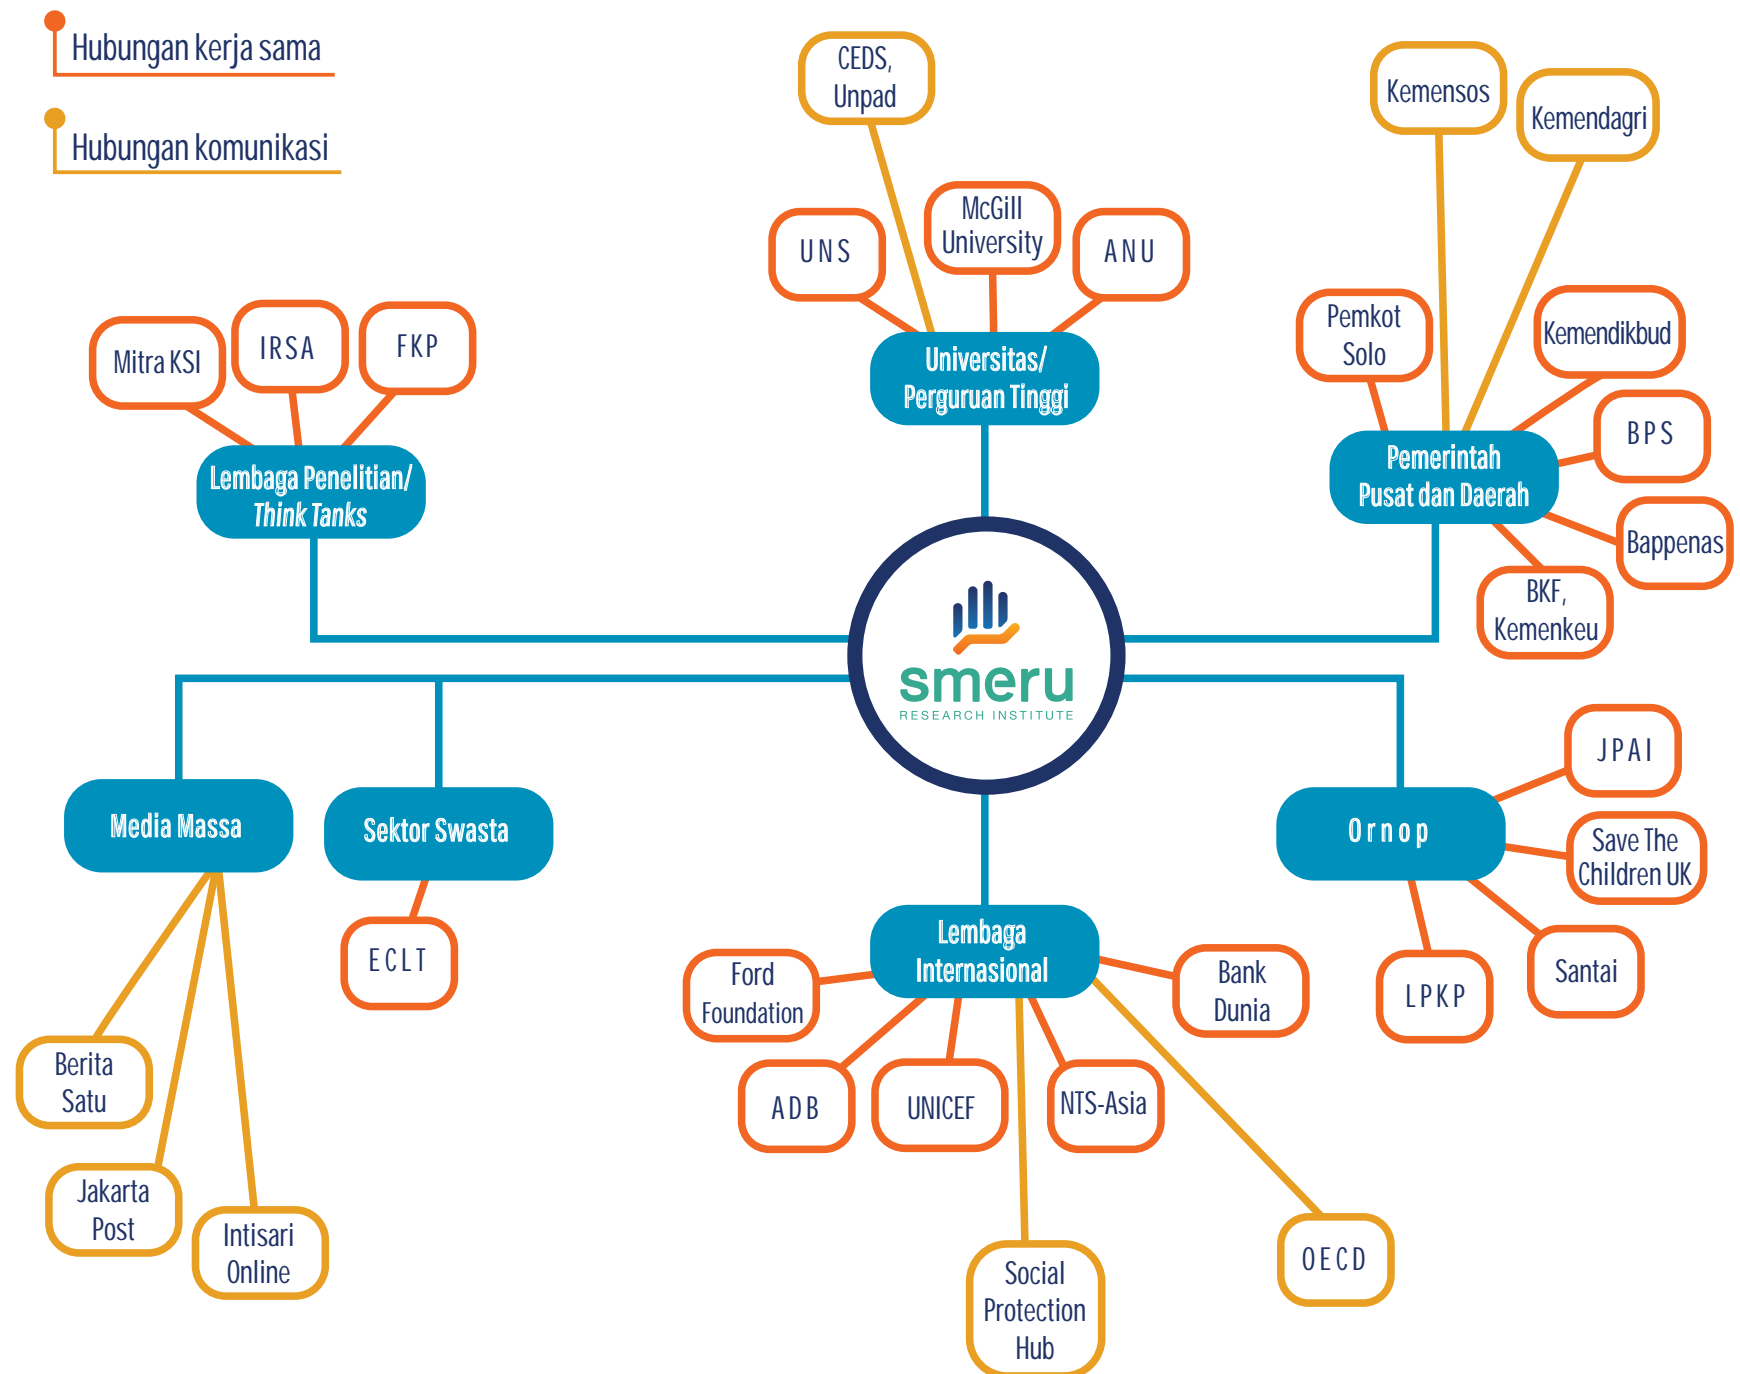 Hubungan kerja sama
Hubungan komunikasi
CEDS,
Unpad
UNS
McGill
University
ANU
Universitas/
Perguruan Tinggi
Kemensos
Kemendagri
Pemkot
Solo
Kemendikbud
BPS
Bappenas
BKF,
Kemenkeu
Pemerintah
Pusat dan Daerah
Mitra KSI
IRSA
FKP
Lembaga Penelitian/
Think Tanks
smeru
RESEARCH INSTITUTE
Media Massa
Berita
Satu
Jakarta
Post
Intisari
Online
Sektor Swasta
ECLT
Lembaga
Internasional
Ford
Foundation
ADB
UNICEF
NTS-Asia
Bank
Dunia
Social
Protection
Hub
OECD
Ornop
JPAI
Save The
Children UK
Santai
LPKP